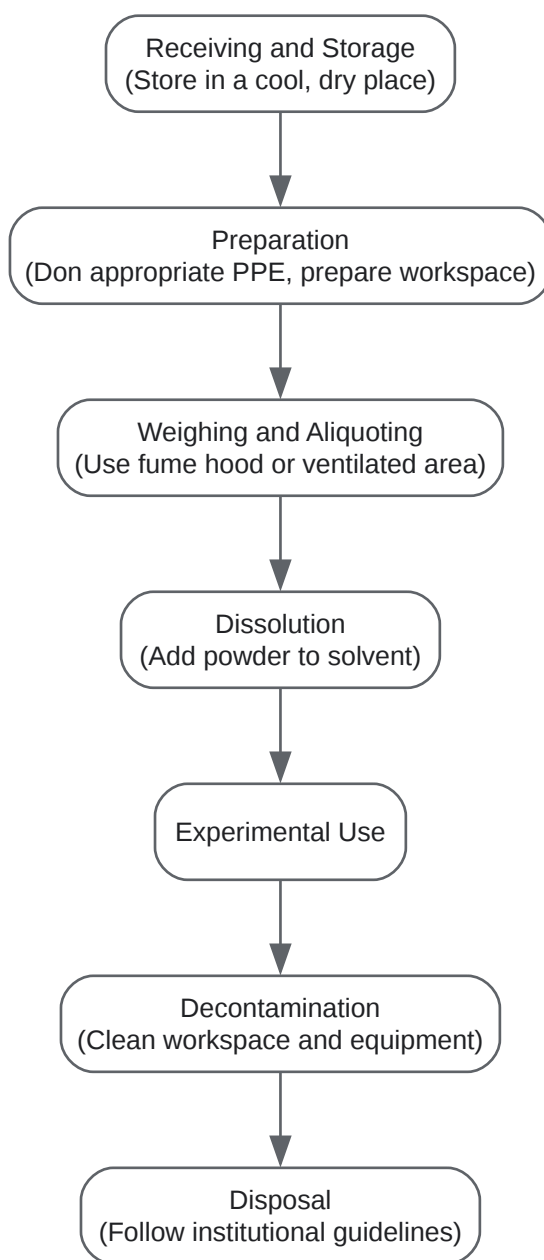 Receiving and Storage
(Store in a cool, dry place)
Preparation
(Don appropriate PPE, prepare workspace)
Weighing and Aliquoting
(Use fume hood or ventilated area)
Dissolution
(Add powder to solvent)
Experimental Use
Decontamination
(Clean workspace and equipment)
Disposal
(Follow institutional guidelines)